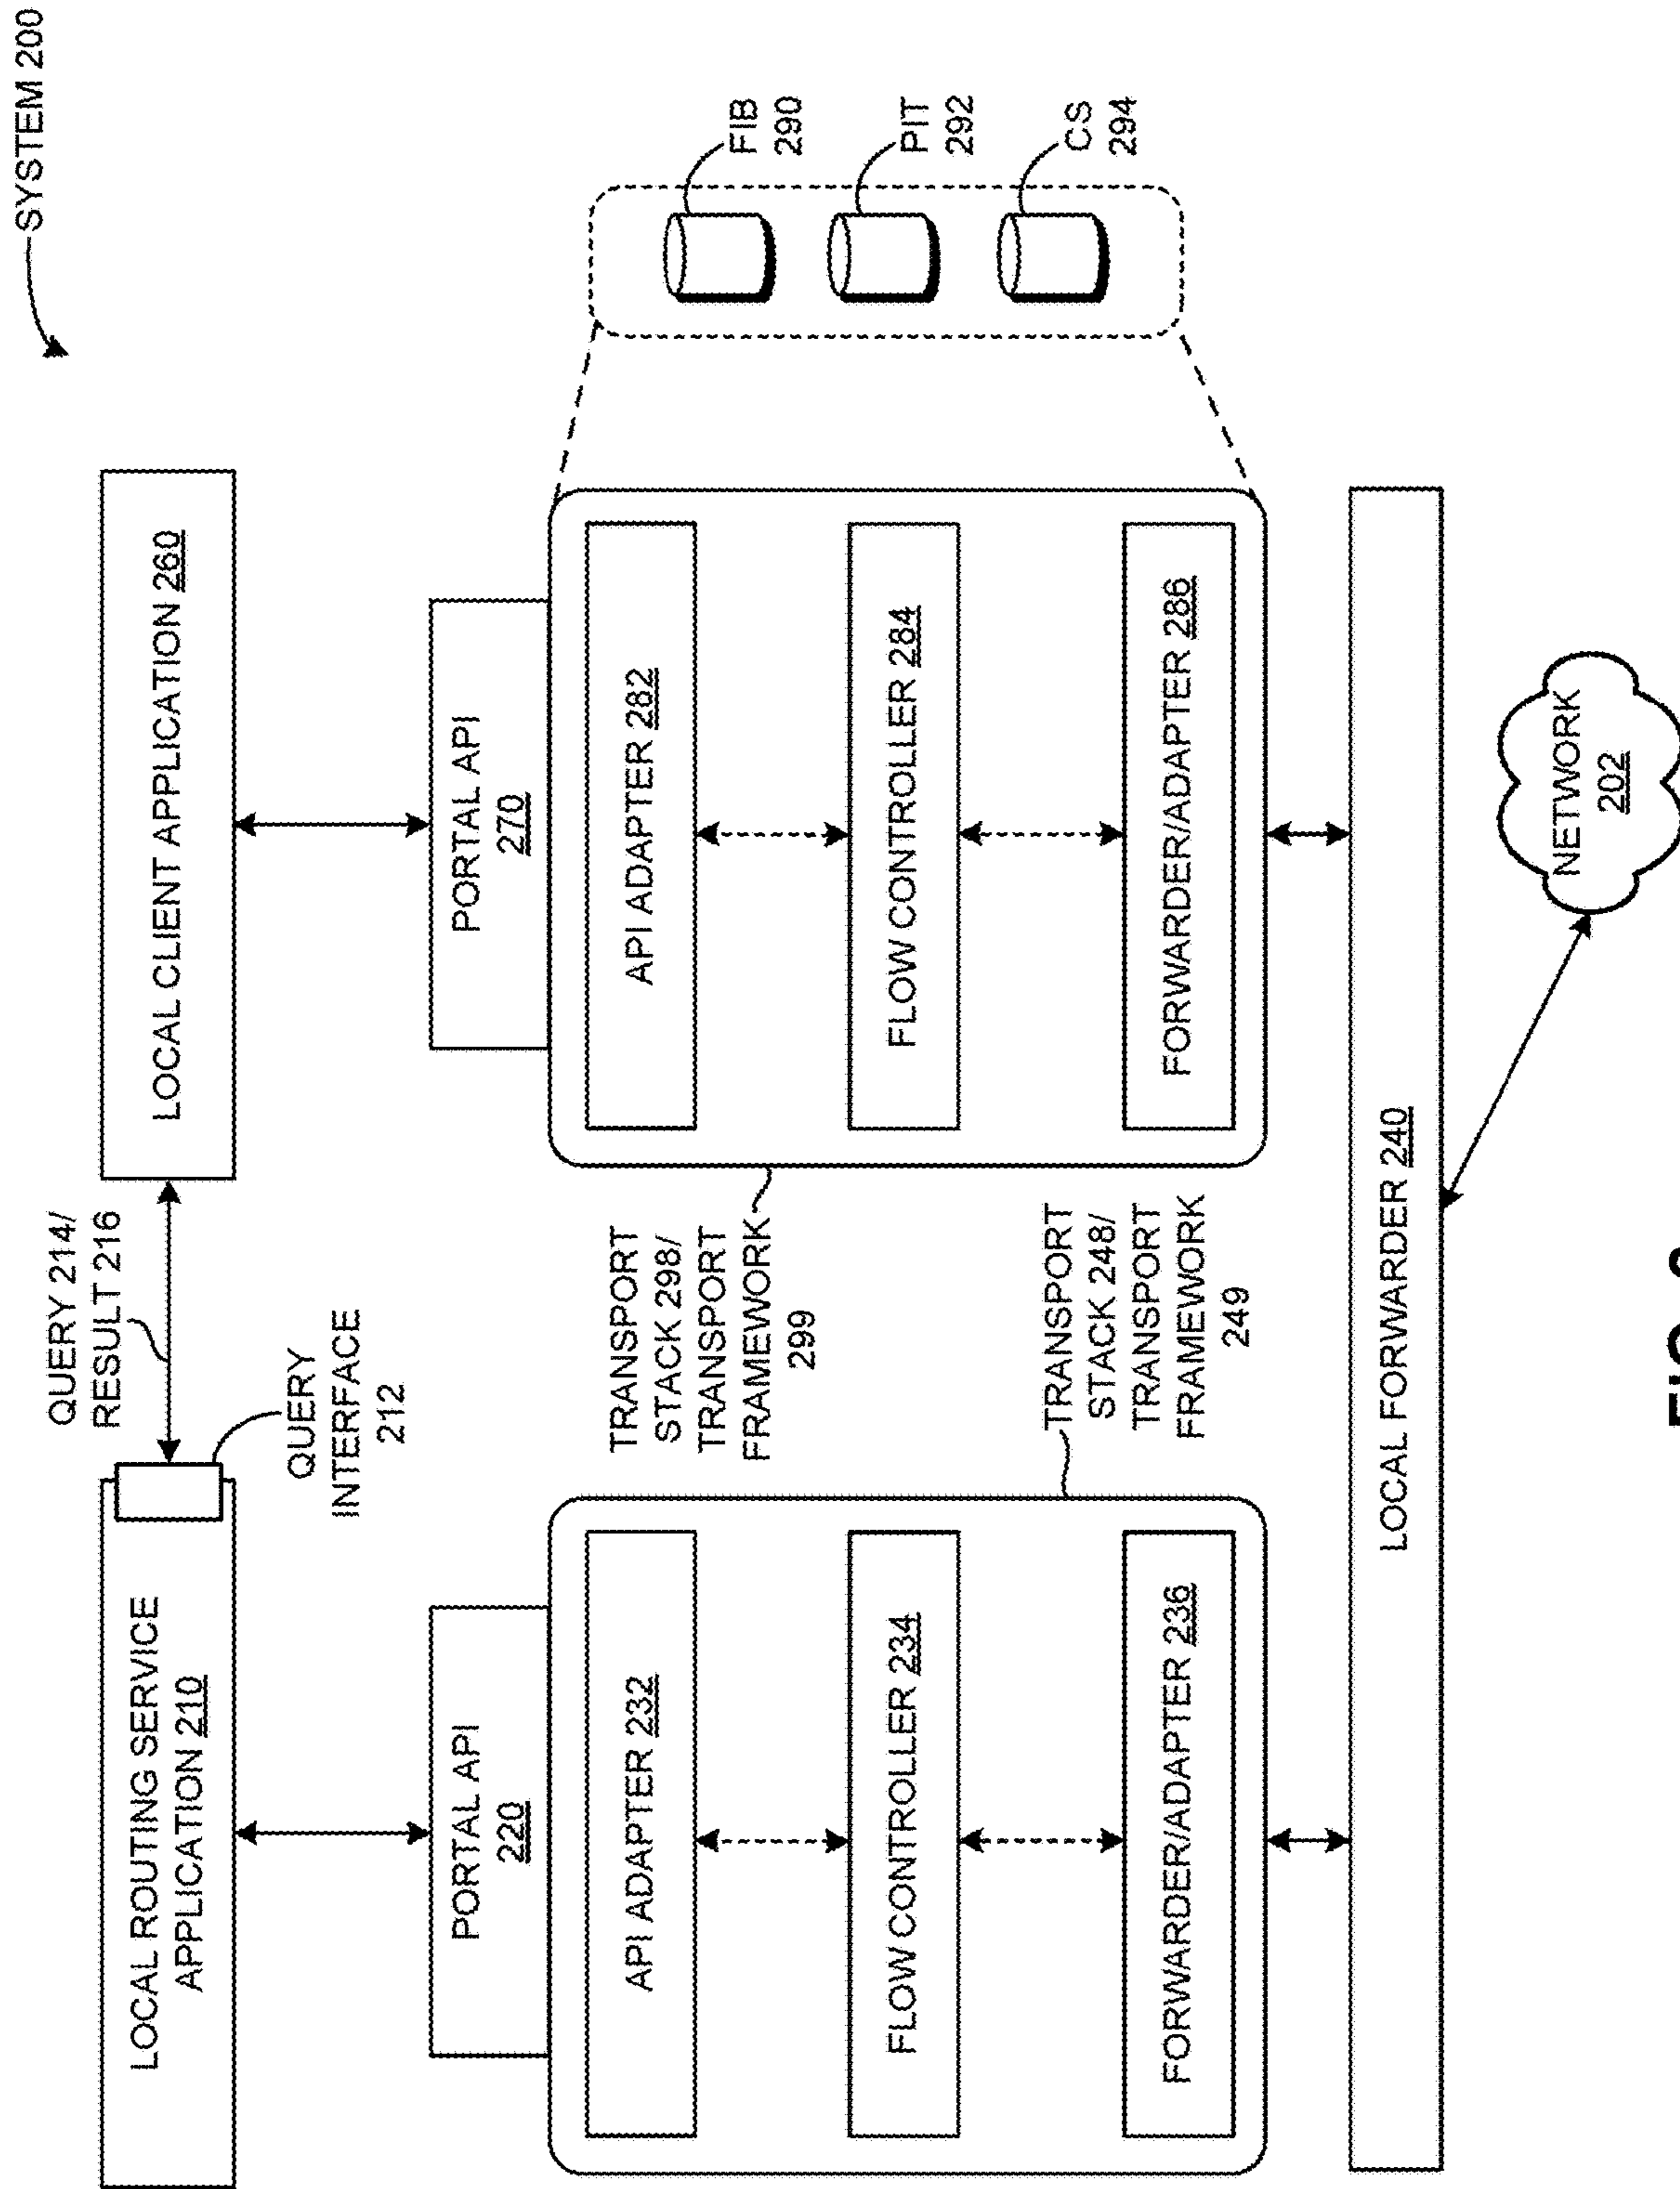 SYSTEM 200
QUERY 214/
RESULT 216
LOCAL ROUTING SERVICE
APPLICATION 210
QUERY
INTERFACE
212
LOCAL CLIENT APPLICATION 260
PORTAL API
220
PORTAL API
270
API ADAPTER 232
FLOW CONTROLLER 234
FORWARDER/ADAPTER 236
TRANSPORT
STACK 298/
TRANSPORT
FRAMEWORK
299
TRANSPORT
STACK 248/
TRANSPORT
FRAMEWORK
249
API ADAPTER 282
FLOW CONTROLLER 284
FORWARDER/ADAPTER 286
FIB
290
PIT
292
CS
294
LOCAL FORWARDER 240
NETWORK
202